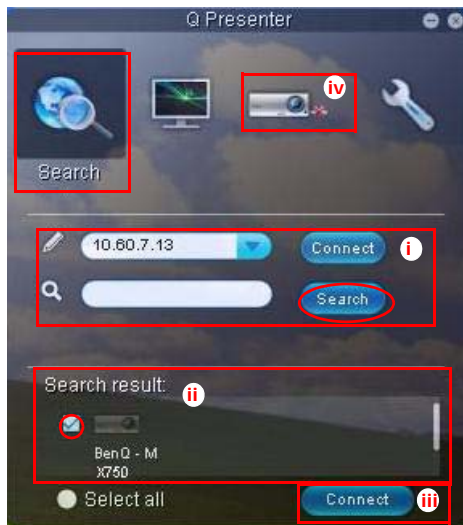 Q Presenter
iv
Search
10.60.7.13
Connect
i
Search
Search result:
ii
BenQ - M
X750
Select all
Connect
iii